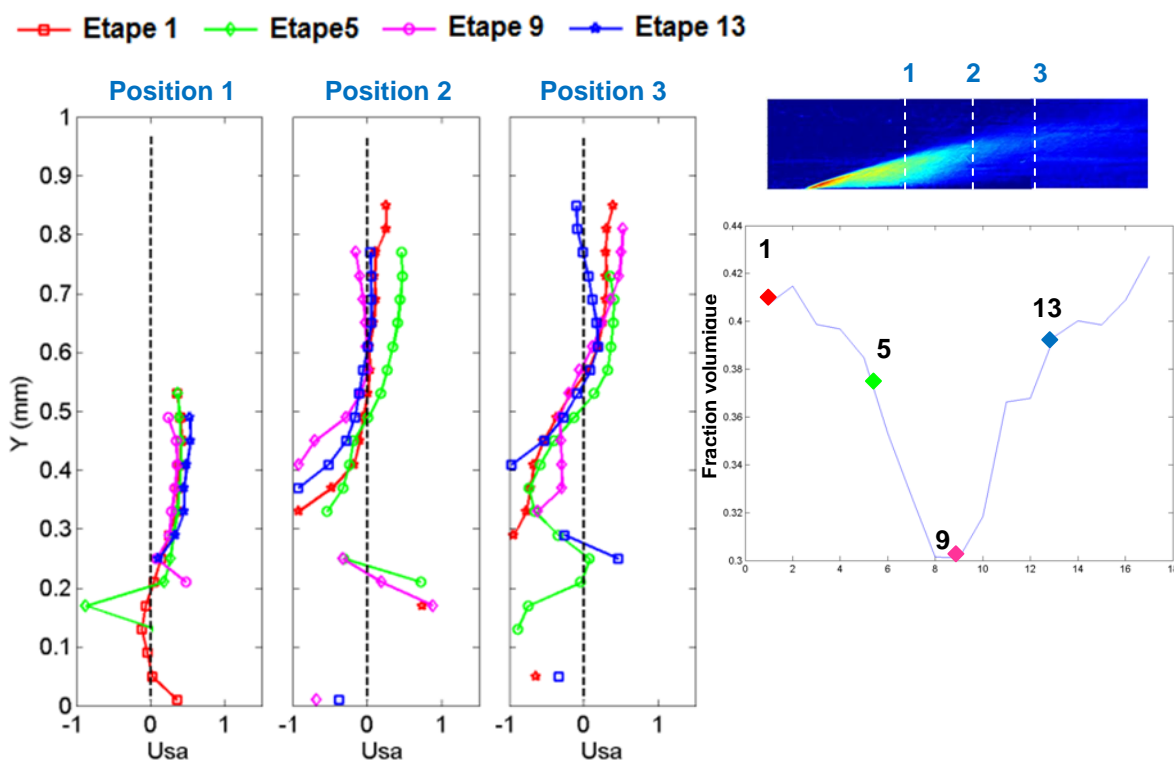 Etape 1 Etape5 Etape 9 Etape 13
Position 1 Position 2 Position 3
1 2 3
1
0.9
0.8
0.7
0.6
0.5
0.4
0.3
0.2
0.1
0
Y (mm)
-1 0 1 -1 0 1 -1 0 1
Usa Usa Usa
0.44
0.42
0.4
0.38
0.36
0.34
0.32
0.3
Fraction volumique
1
5
9
13
0 2 4 6 8 10 12 14 16 18